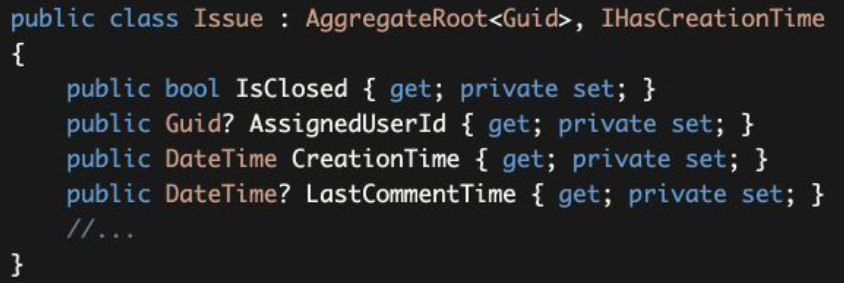 public class Issue : AggregateRoot<Guid>, IHasCreationTime
{
    public bool IsClosed { get; private set; }
    public Guid? AssignedUserId { get; private set; }
    public DateTime CreationTime { get; private set; }
    public DateTime? LastCommentTime { get; private set; }
    //...
}